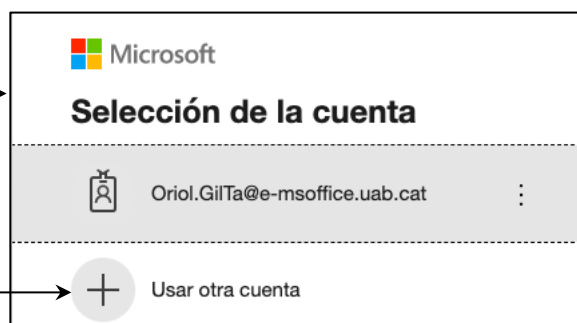 Microsoft
Selección de la cuenta
Oriol.GilTa@e-msoffice.uab.cat
Usar otra cuenta